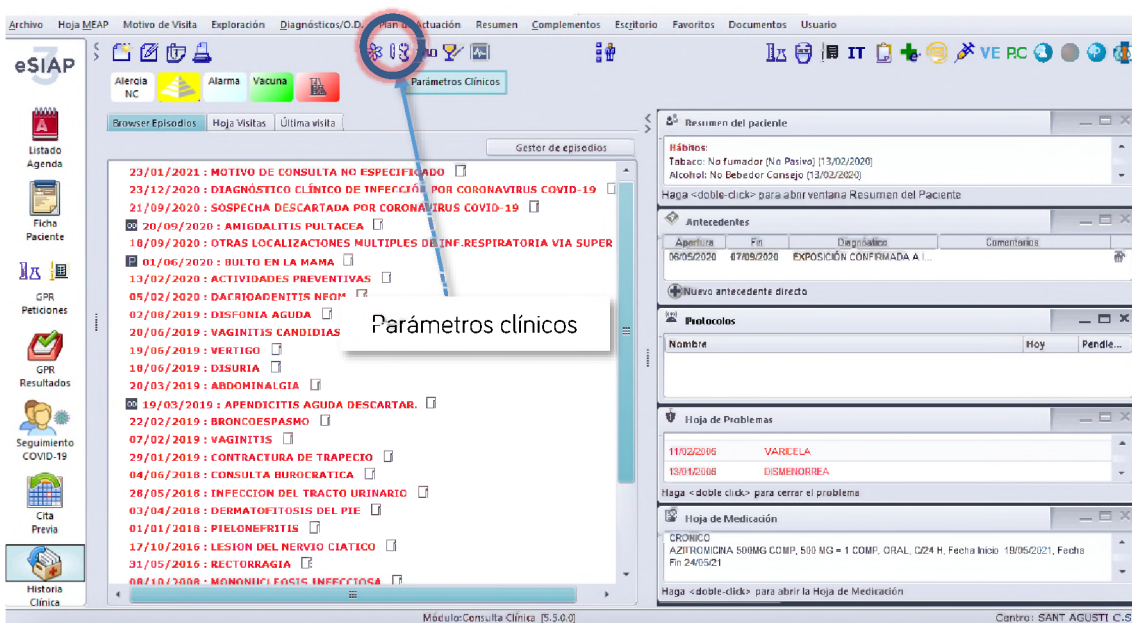 Archivo Hoja MEAP Motivo de Visita Exploración Diagnósticos/O.D. Plan de Actuación Resumen Complementos Escritorio Favoritos Documentos Usuario
eSIAP
3
VE P.C
Alergia NC
Alarma
Vacuna
Parámetros Clínicos
Listado Agenda
Ficha Paciente
GPR Peticiones
GPR Resultados
Seguimiento COVID-19
Cita Previa
Historia Clínica
Browser Episodios Hoja Visitas Última visita
Gestor de episodios
23/01/2021 : MOTIVO DE CONSULTA NO ESPECIFICADO
23/12/2020 : DIAGNÓSTICO CLÍNICO DE INFECCIÓN POR CORONAVIRUS COVID-19
21/09/2020 : SOSPECHA DESCARTADA POR CORONAVIRUS COVID-19
20/09/2020 : AMIGDALITIS PULTACEA
18/09/2020 : OTRAS LOCALIZACIONES MULTIPLES DE INF.RESPIRATORIA VIA SUPER
P 01/06/2020 : BULTO EN LA MAMA
13/02/2020 : ACTIVIDADES PREVENTIVAS
05/02/2020 : DACRIOADENITIS NEOM
02/08/2019 : DISFONIA AGUDA
20/06/2019 : VAGINITIS CANDIDIAS
19/06/2019 : VERTIGO
18/06/2019 : DISURIA
20/03/2019 : ABDOMINALGIA
19/03/2019 : APENDICITIS AGUDA DESCARTAR.
22/02/2019 : BRONCOESPASMO
07/02/2019 : VAGINITIS
29/01/2019 : CONTRACTURA DE TRAPECIO
04/06/2018 : CONSULTA BUROCRATICA
28/05/2018 : INFECCION DEL TRACTO URINARIO
03/04/2018 : DERMATOFITOSIS DEL PIE
01/01/2018 : PIELONEFRITIS
17/10/2016 : LESION DEL NERVIO CIATICO
31/05/2016 : RECTORRAGIA
08/10/2008 : MONONUCLEOSIS INFECCIOSA
Parámetros clínicos
Resumen del paciente
Hábitos:
Tabaco: No fumador (No Pasivo) (13/02/2020)
Alcohol: No Bebedor Consejo (13/02/2020)
Haga <doble-click> para abrir ventana Resumen del Paciente
Antecedentes
Apertura Fin Diagnóstico Comentarios
06/05/2020 07/09/2020 EXPOSICIÓN CONFIRMADA A L...
Nuevo antecedente directo
Protocolos
Nombre Hoy Pendie...
Hoja de Problemas
11/02/2006 VARICELA
13/01/2006 DISMENORREA
Haga <doble click> para cerrar el problema
Hoja de Medicación
CRONICO
AZITROMICINA 500MG COMP, 500 MG = 1 COMP, ORAL, C/24 H, Fecha Inicio 19/05/2021, Fecha
Fin 24/05/21
Haga <doble-click> para abrir la Hoja de Medicación
Módulo:Consulta Clínica [5.5.0.0]
Centro: SANT AGUSTI C.S